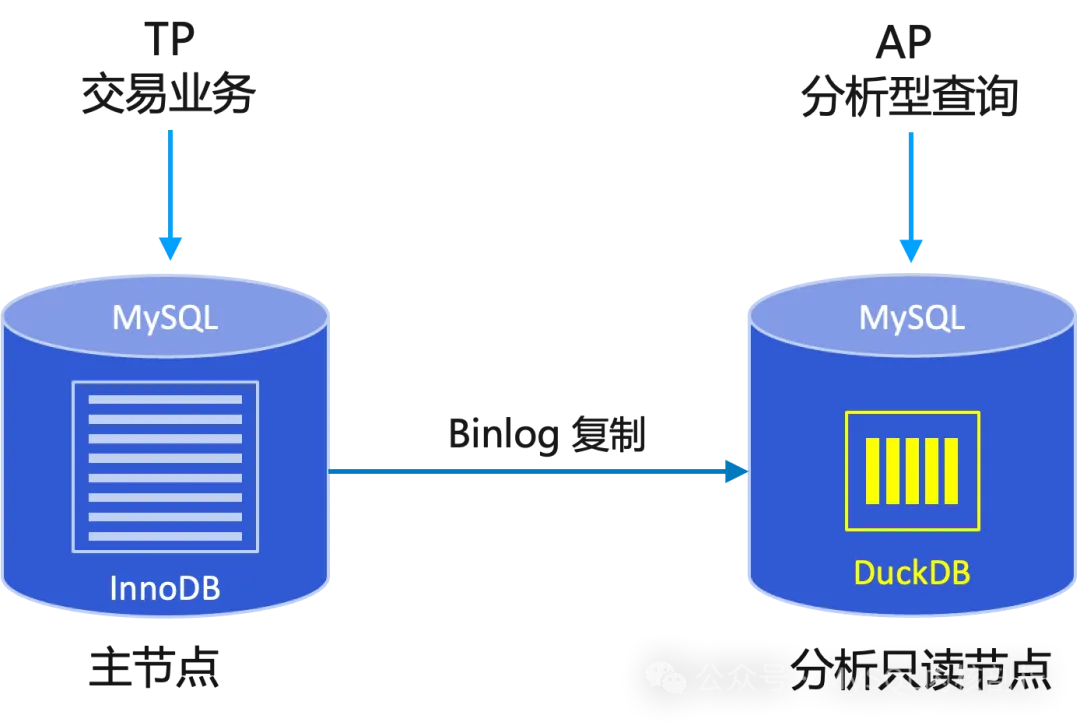 TP
交易业务
AP
分析型查询
MySQL
MySQL
Binlog 复制
InnoDB
DuckDB
主节点
分析只读节点
公众号